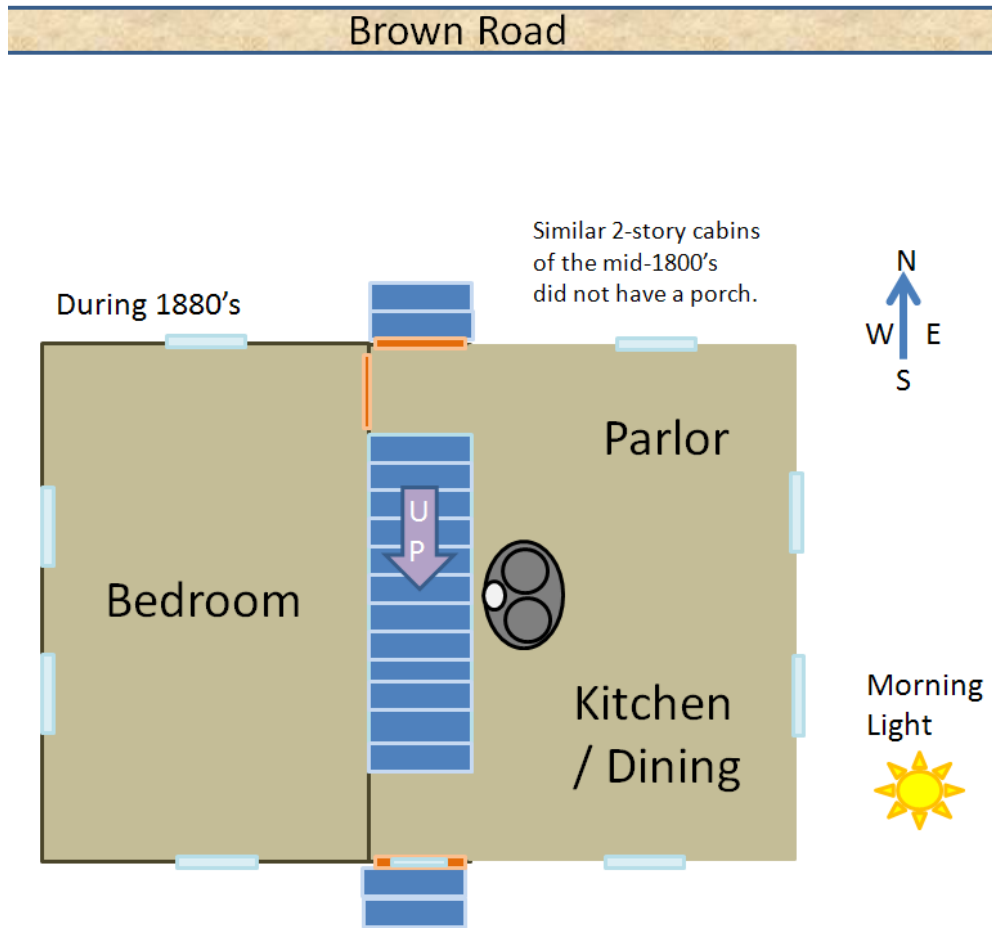 Brown Road
Similar 2-story cabins
of the mid-1800’s
did not have a porch.
N
W E
S
During 1880’s
Parlor
U
P
Bedroom
Kitchen
/ Dining
Morning
Light